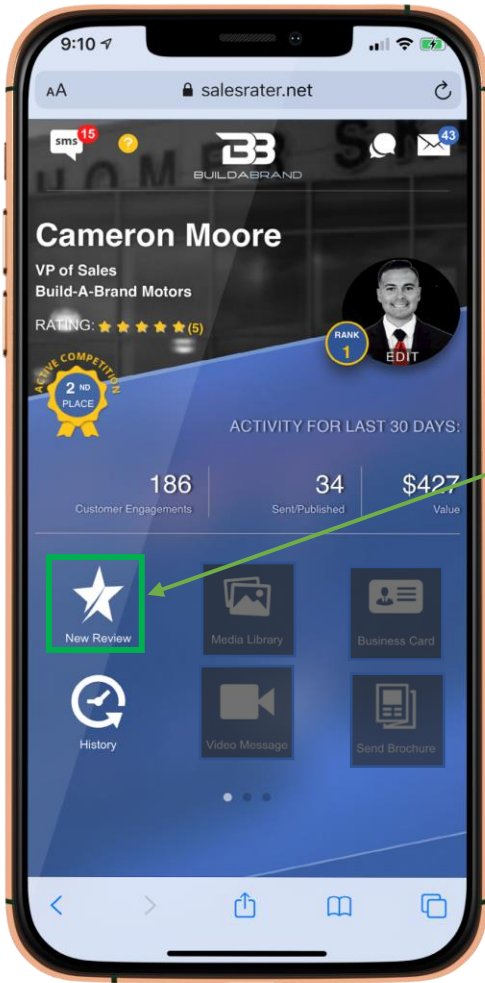 9:10
AA salesrater.net
sms 15
?
BB
BUILDABRAND
43
HOMER S
Cameron Moore
VP of Sales
Build-A-Brand Motors
RATING: (5)
RANK
1
EDIT
ACTIVE COMPETITION
2 ND
PLACE
ACTIVITY FOR LAST 30 DAYS:
186 34 $427
Customer Engagements Sent/Published Value
New Review Media Library Business Card
History Video Message Send Brochure